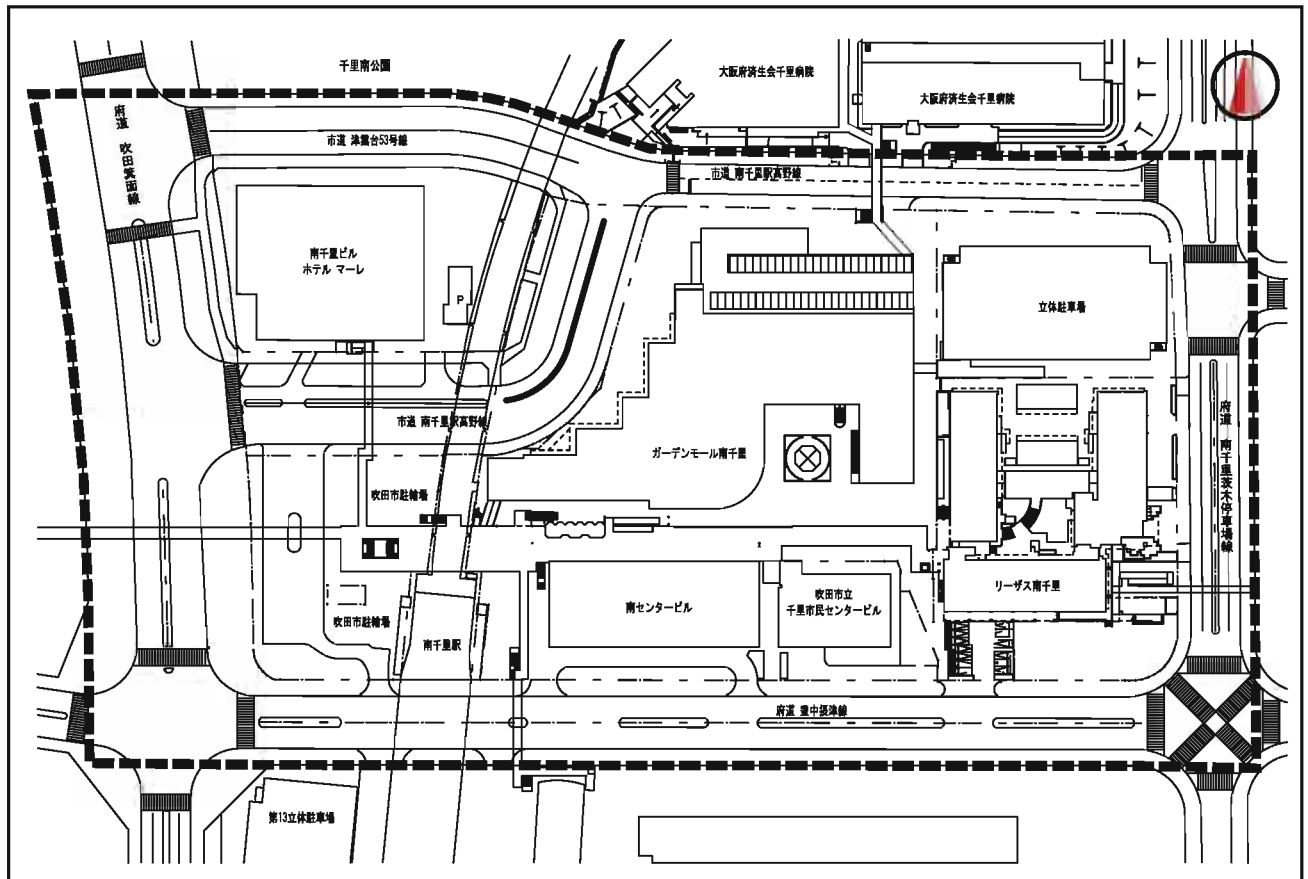 千里南公園
大阪府済生会千里病院
大阪府済生会千里病院
府道 吹田箕面線
市道 津雲台53号線
市道 南千里駅高野線
南千里ビル
ホテル マーレ
P
立体駐車場
市道 南千里駅高野線
ガーデンモール南千里
府道 南千里茨木停車場線
吹田市駐輪場
リーザス南千里
南センタービル
吹田市立
千里市民センタービル
吹田市駐輪場
南千里駅
府道 豊中摂津線
第13立体駐車場